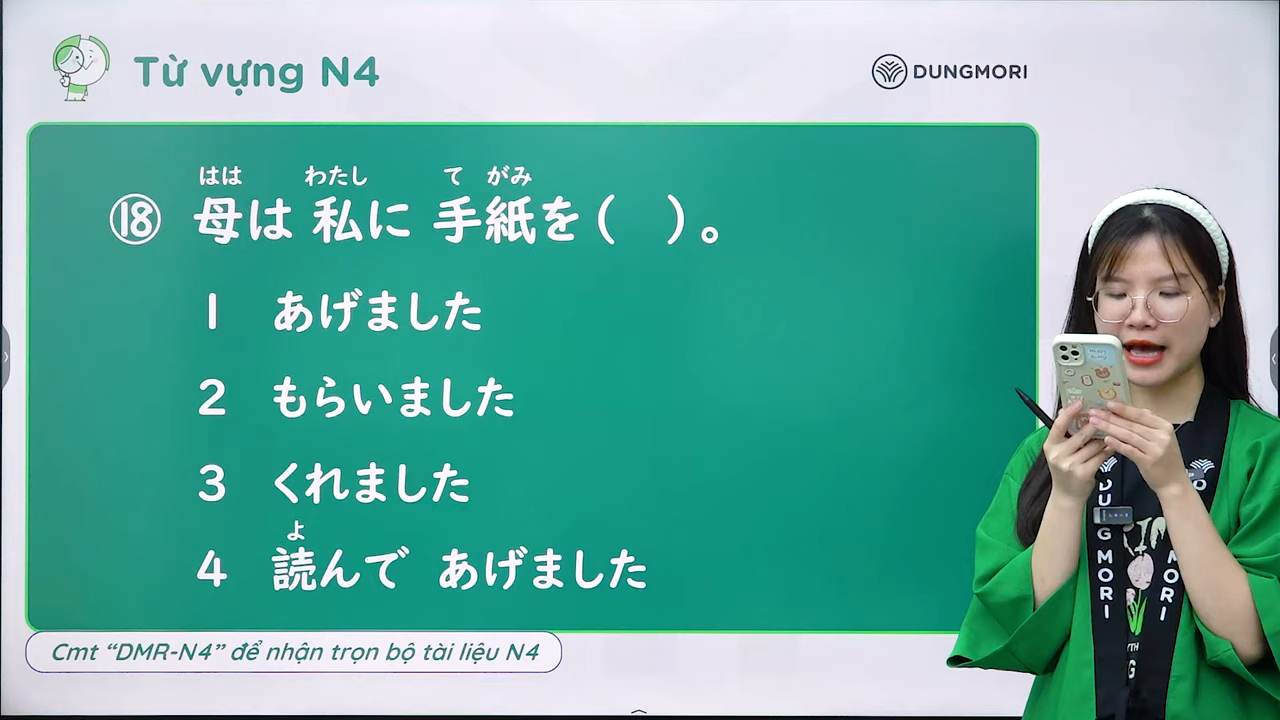 Từ vựng N4
DUNGMORI
はは わたし て がみ
⑱ 母は 私に 手紙を ( )。
1 あげました
2 もらいました
3 くれました
よ
4 読んで あげました
Cmt “DMR-N4” để nhận trọn bộ tài liệu N4
DUNG MORI
MORI